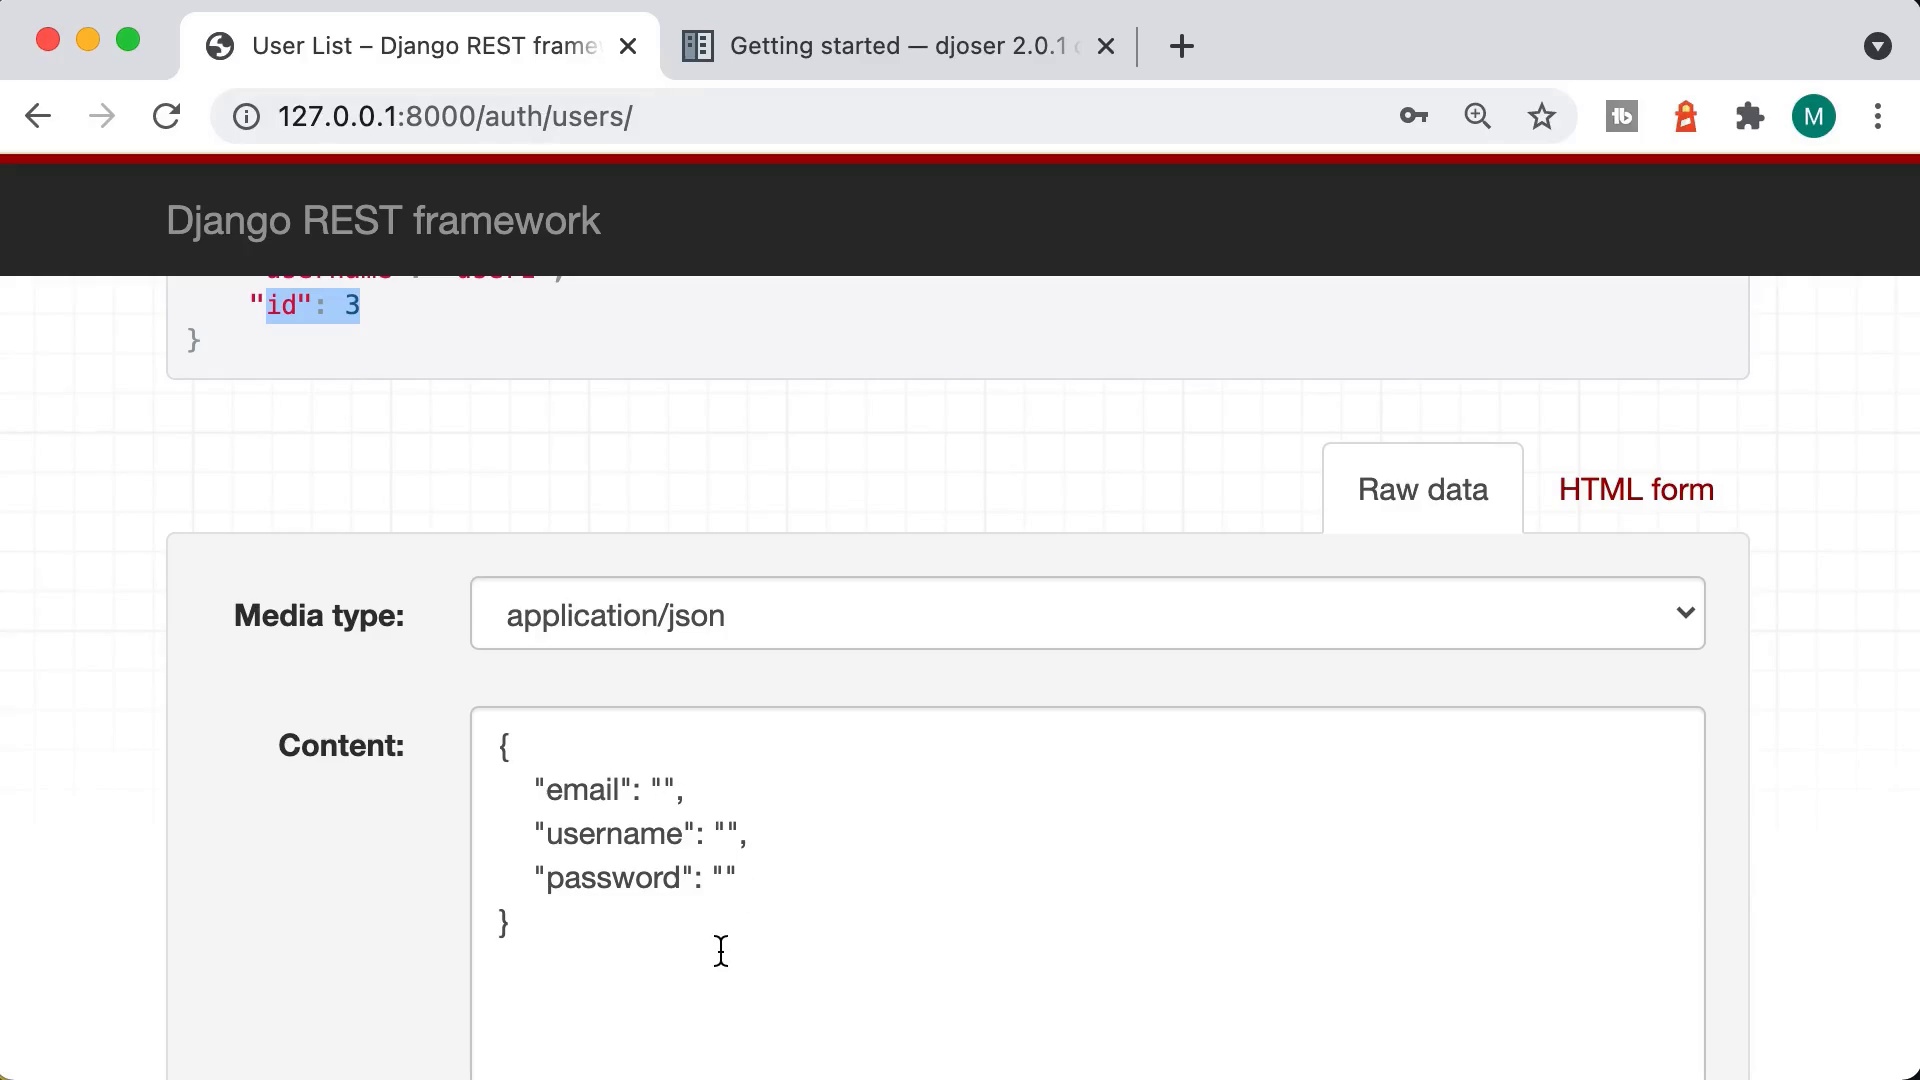 User List – Django REST frame
Getting started — djoser 2.0.1
127.0.0.1:8000/auth/users/
M
Django REST framework
"id": 3
}
Raw data
HTML form
Media type:
application/json
Content:
{
"email": "",
"username": "",
"password": ""
}